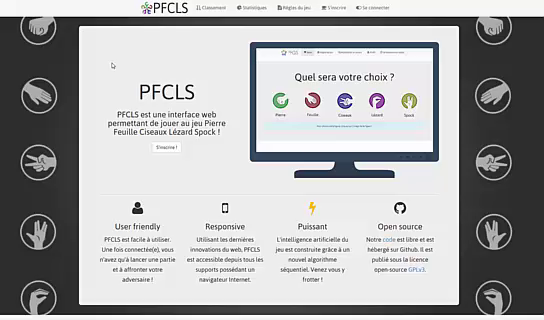 PFCLS Classement Statistiques Règles du jeu S'inscrire Se connecter
Quel sera votre choix ?
Pierre Feuille Ciseaux Lézard Spock
PFCLS
PFCLS est une interface web
permettant de jouer au jeu Pierre
Feuille Ciseaux Lézard Spock !
S'inscrire !
User friendly
PFCLS est facile à utiliser.
Une fois connectée(e), vous
n'avez qu'à lancer une partie
et à affronter votre
adversaire !
Responsive
Utilisant les dernières
innovations du web, PFCLS
est accessible depuis tous les
supports possédant un
navigateur Internet.
Puissant
L'intelligence artificielle du
jeu est construite grâce à un
nouvel algorithme
séquentiel. Venez vous y
frotter !
Open source
Notre code est libre et est
hébergé sur Github. Il est
publié sous la licence
open-source GPLv3.